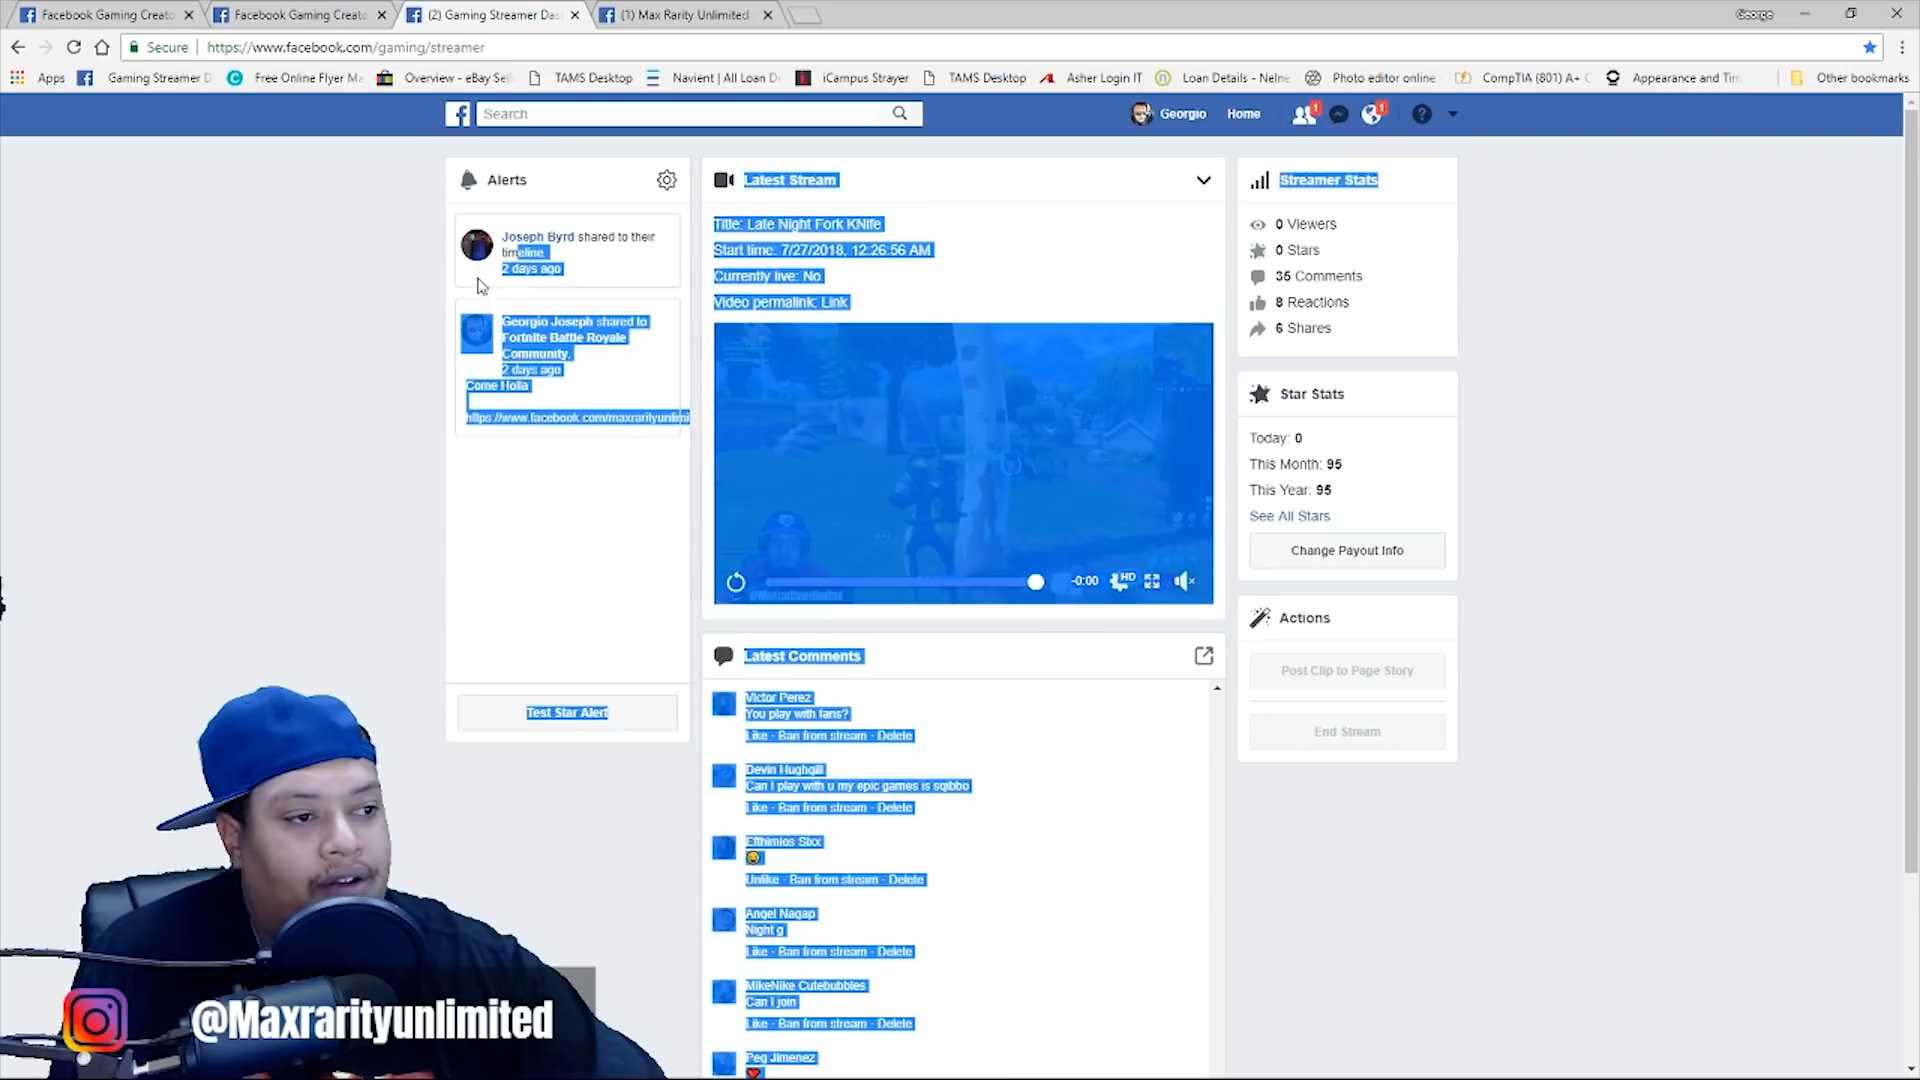 Facebook Gaming Creato
Facebook Gaming Creato
(2) Gaming Streamer Das
(1) Max Rarity Unlimited
George
Secure
https://www.facebook.com/gaming/streamer
Apps
Gaming Streamer D
Free Online Flyer Ma
Overview - eBay Sell
TAMS Desktop
Navient | All Loan D
iCampus Strayer
TAMS Desktop
Asher Login IT
Loan Details - Nelne
Photo editor online
CompTIA (801) A+ C
Appearance and Tim
Other bookmarks
Search
Georgio
Home
1
1
Alerts
Joseph Byrd shared to their
timeline.
2 days ago
Georgio Joseph shared to
Fortnite Battle Royale
Community.
2 days ago
Come Holla
https://www.facebook.com/maxrarityunlimi
Test Star Alert
Latest Stream
Title: Late Night Fork KNife
Start time: 7/27/2018, 12:26:56 AM
Currently live: No
Video permalink: Link
-0:00
HD
@Maxrarityunlimited
Latest Comments
Victor Perez
You play with fans?
Like - Ban from stream - Delete
Devin Hughgill
Can I play with u my epic games is sqibbo
Like - Ban from stream - Delete
Efthimios Sixx
Unlike - Ban from stream - Delete
Angel Nagap
Night g
Like - Ban from stream - Delete
MikeNike Cutebubbles
Can I join
Like - Ban from stream - Delete
Peg Jimenez
Streamer Stats
0 Viewers
0 Stars
35 Comments
8 Reactions
6 Shares
Star Stats
Today: 0
This Month: 95
This Year: 95
See All Stars
Change Payout Info
Actions
Post Clip to Page Story
End Stream
@Maxrarityunlimited